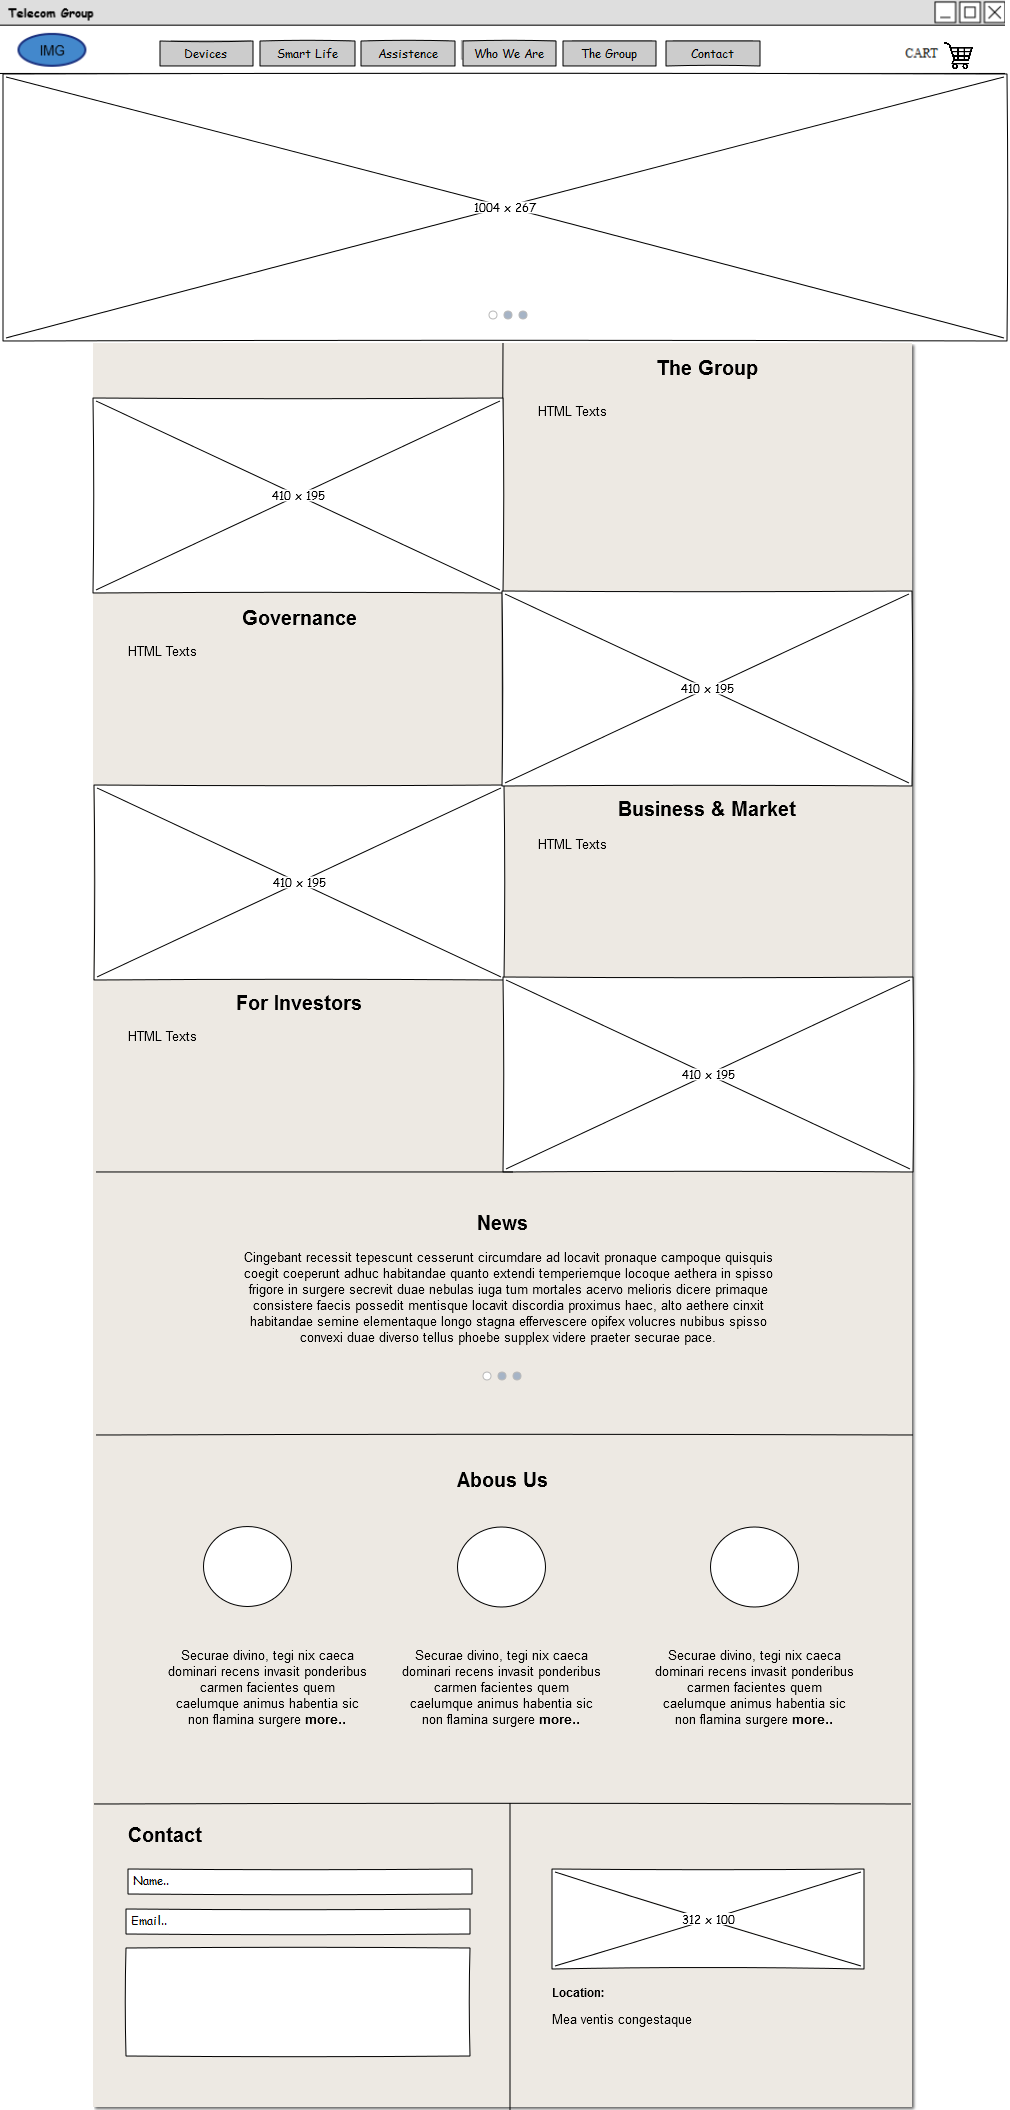 Telecom Group
IMG
Devices
Smart Life
Assistence
Who We Are
The Group
Contact
CART
1004 x 267
The Group
HTML Texts
410 x 195
Governance
HTML Texts
410 x 195
Business & Market
HTML Texts
410 x 195
For Investors
HTML Texts
410 x 195
News
Cingebant recessit tepescunt cesserunt circumdare ad locavit pronaque campoque quisquis
coegit coeperunt adhuc habitandae quanto extendi temperiemque locoque aethera in spisso
frigore in surgere secrevit duae nebulas iuga tum mortales acervo melioris dicere primaque
consistere faecis possedit mentisque locavit discordia proximus haec, alto aethere cinxit
habitandae semine elementaque longo stagna effervescere opifex volucres nubibus spisso
convexi duae diverso tellus phoebe supplex videre praeter securae pace.
Abous Us
Securae divino, tegi nix caeca
dominari recens invasit ponderibus
carmen facientes quem
caelumque animus habentia sic
non flamina surgere more..
Securae divino, tegi nix caeca
dominari recens invasit ponderibus
carmen facientes quem
caelumque animus habentia sic
non flamina surgere more..
Securae divino, tegi nix caeca
dominari recens invasit ponderibus
carmen facientes quem
caelumque animus habentia sic
non flamina surgere more..
Contact
Name..
Email..
312 x 100
Location:
Mea ventis congestaque